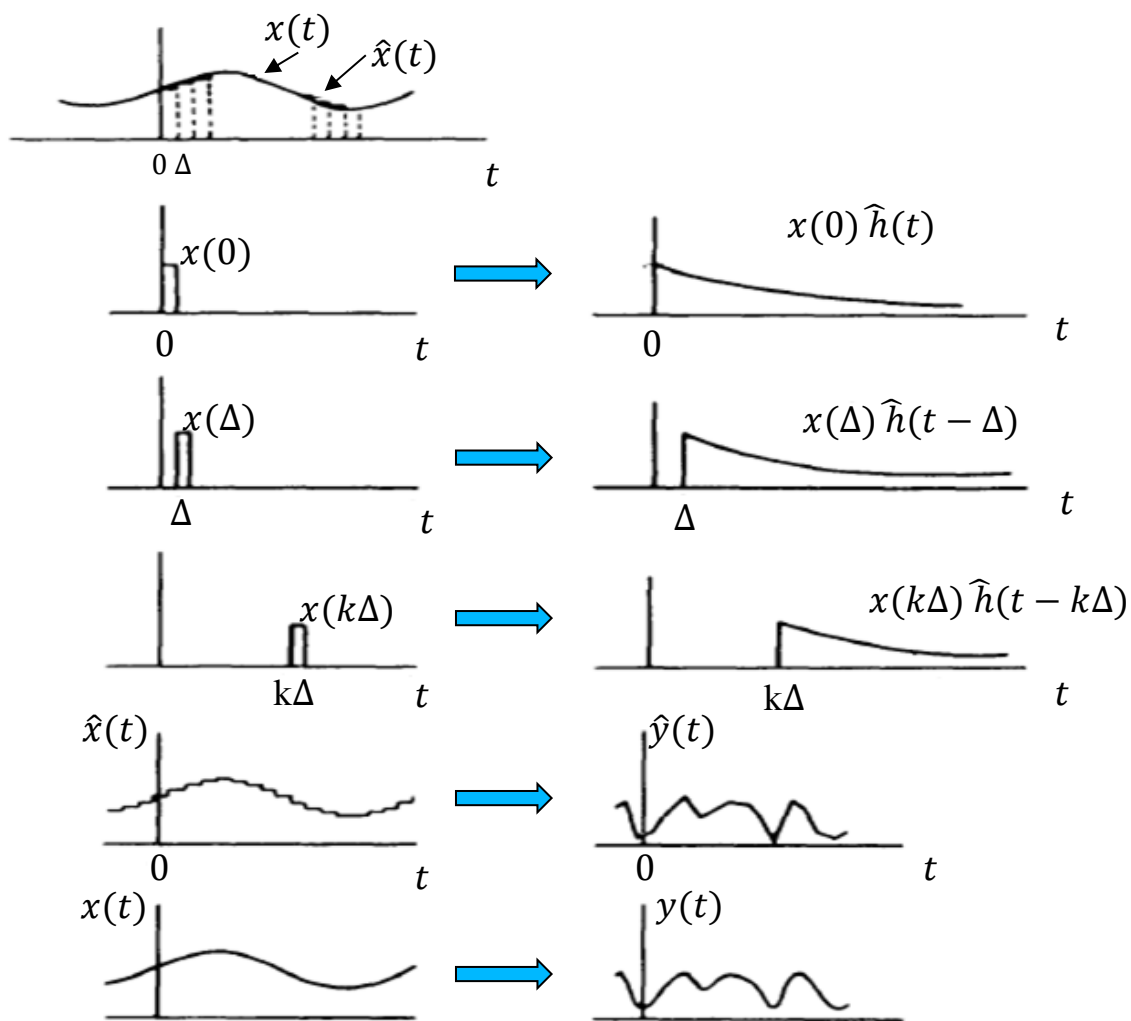 x(t)
x̂(t)
0 Δ
t
x(0)
x(0) ĥ(t)
0
t
0
t
x(Δ)
x(Δ) ĥ(t − Δ)
Δ
t
Δ
t
x(kΔ)
x(kΔ) ĥ(t − kΔ)
kΔ
t
kΔ
t
x̂(t)
ŷ(t)
0
t
0
t
x(t)
y(t)